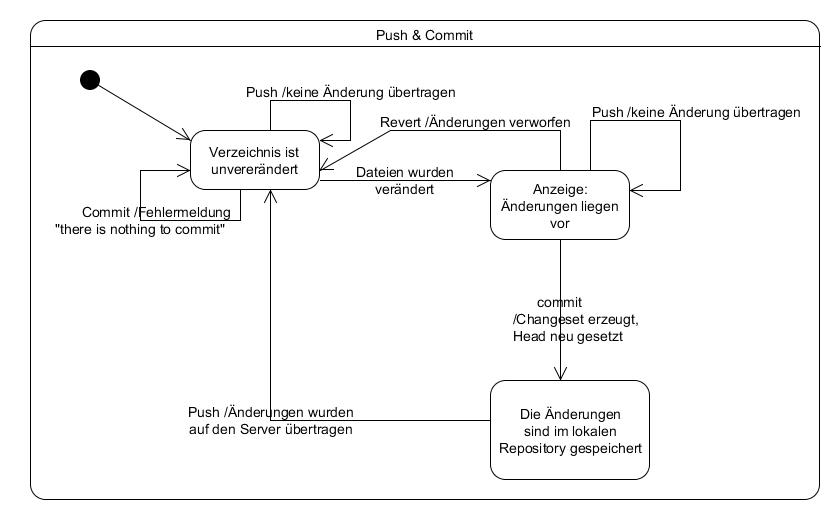 Push & Commit
Push /keine Änderung übertragen
Revert /Änderungen verworfen
Push /keine Änderung übertragen
Verzeichnis ist
unvererändert
Dateien wurden
verändert
Anzeige:
Änderungen liegen
vor
Commit /Fehlermeldung
"there is nothing to commit"
commit
/Changeset erzeugt,
Head neu gesetzt
Push /Änderungen wurden
auf den Server übertragen
Die Änderungen
sind im lokalen
Repository gespeichert